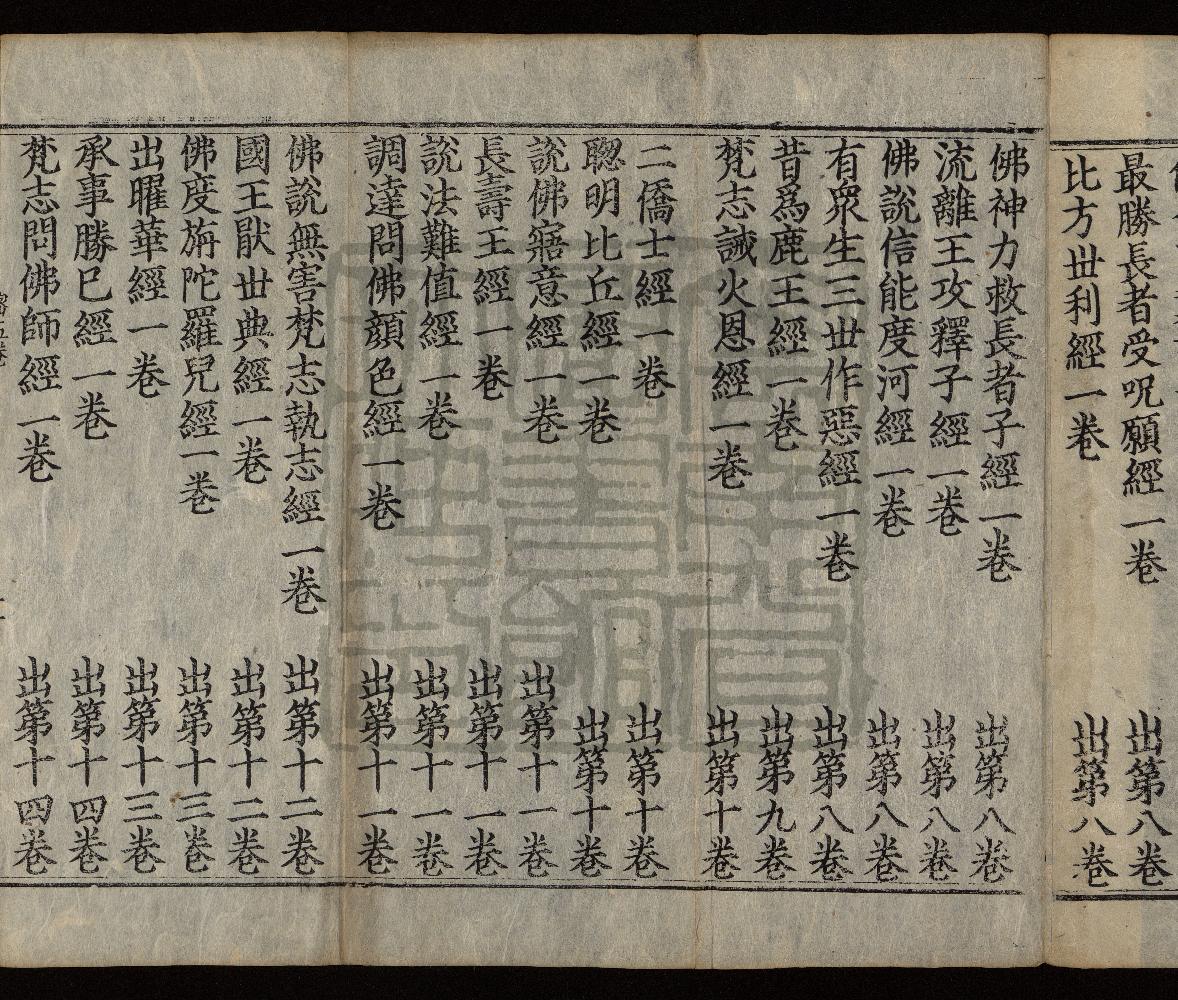 最勝長者受呪願經一卷 出第八卷
比方丗利經一卷 出第八卷
佛神力救長者子經一卷 出第八卷
流離王攻釋子經一卷 出第八卷
佛說信能度河經一卷 出第八卷
有衆生三丗作惡經一卷 出第八卷
昔爲鹿王經一卷 出第九卷
梵志誡火恩經一卷 出第十卷
二僑士經一卷 出第十卷
聦明比丘經一卷 出第十卷
說佛寤意經一卷 出第十一卷
長壽王經一卷 出第十一卷
說法難值經一卷 出第十一卷
調達問佛顔色經一卷 出第十一卷
佛說無害梵志執志經一卷 出第十二卷
國王猒丗典經一卷 出第十二卷
佛度旃陀羅兒經一卷 出第十三卷
出曜華經一卷 出第十三卷
承事勝巳經一卷 出第十四卷
梵志問佛師經一卷 出第十四卷